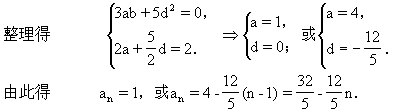 整理得 { 3ab+5d²=0, 2a+5/2 d=2. ⇒ { a=1, d=0; 或 { a=4, d=-12/5.
由此得 aₙ=1，或aₙ=4-12/5(n-1)=32/5-12/5n.